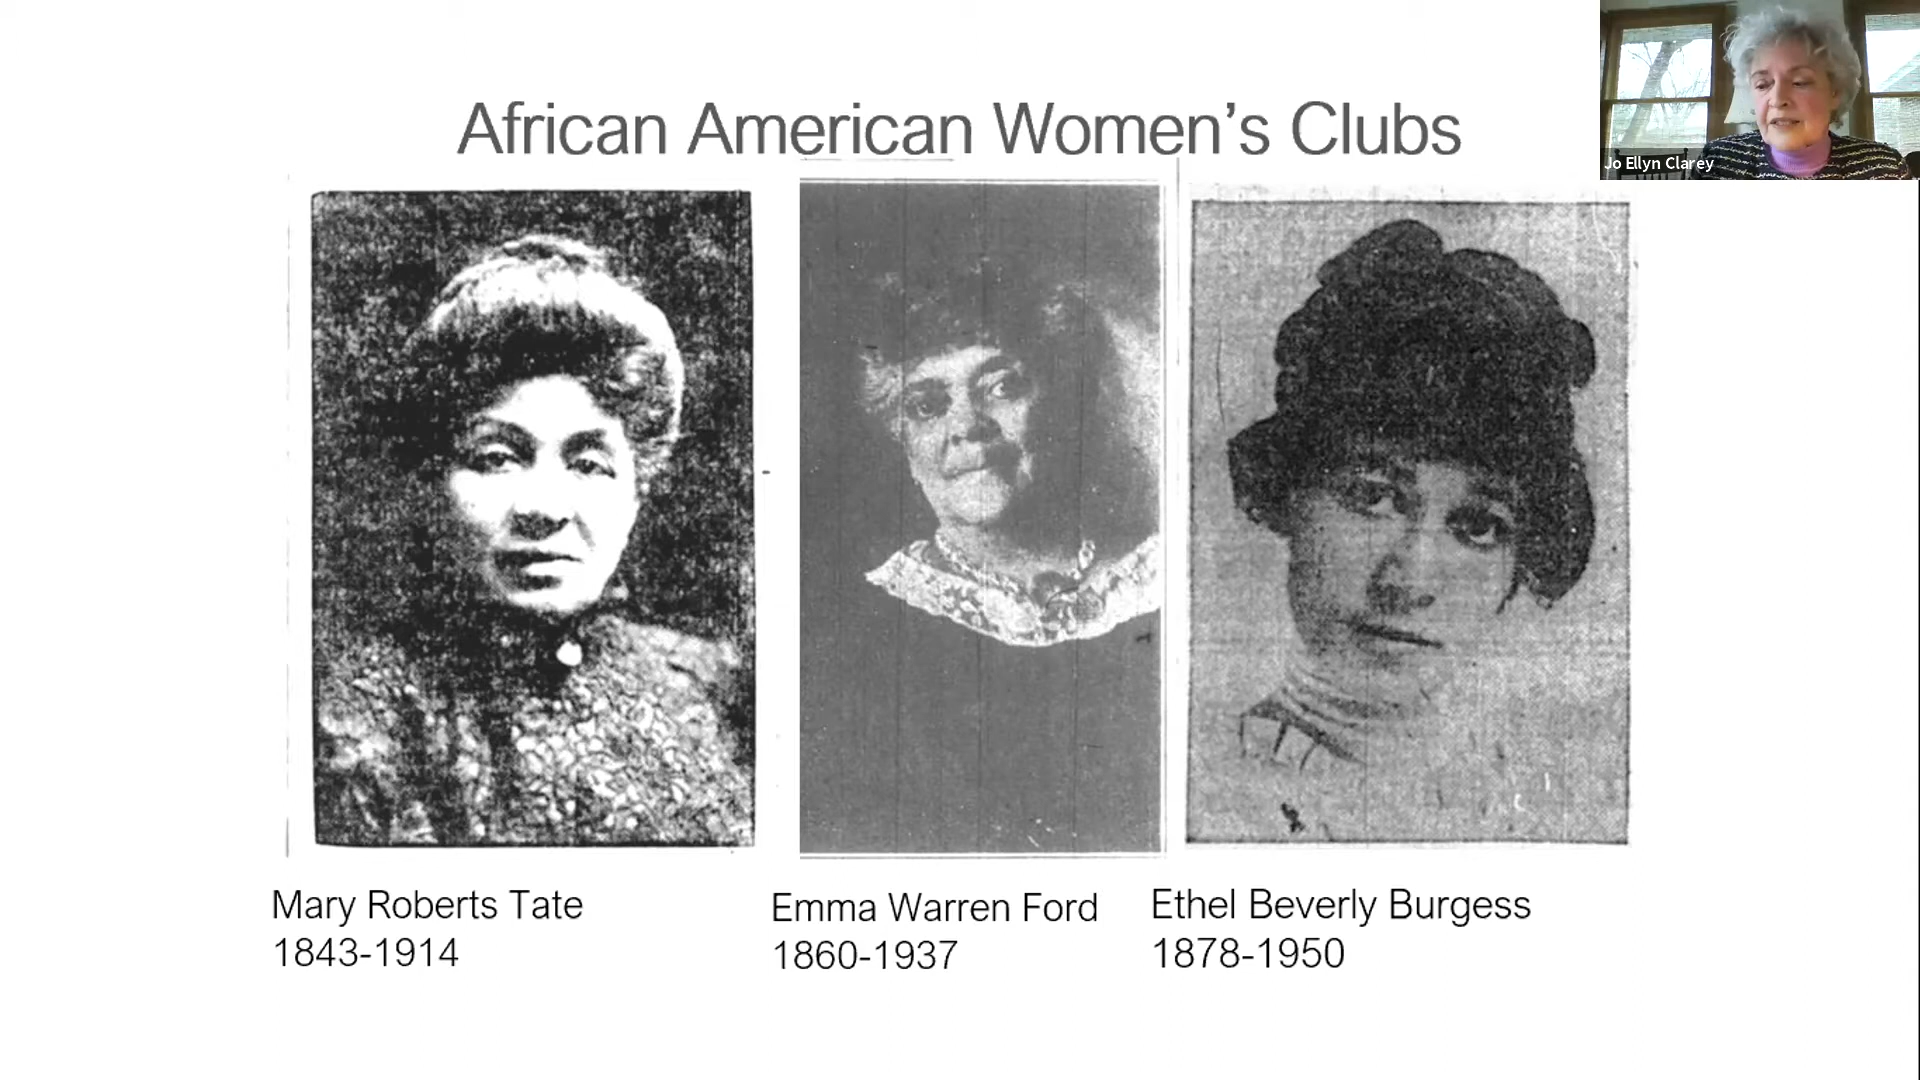 African American Women's Clubs
Jo Ellyn Clarey
Mary Roberts Tate
1843-1914
Emma Warren Ford
1860-1937
Ethel Beverly Burgess
1878-1950